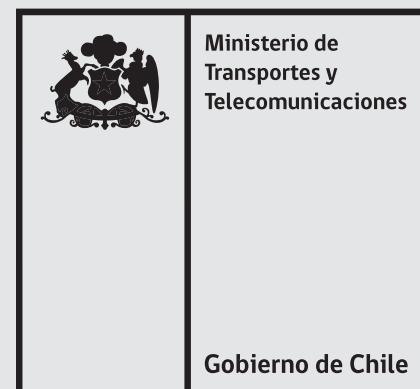 Ministerio de
Transportes y
Telecomunicaciones
Gobierno de Chile